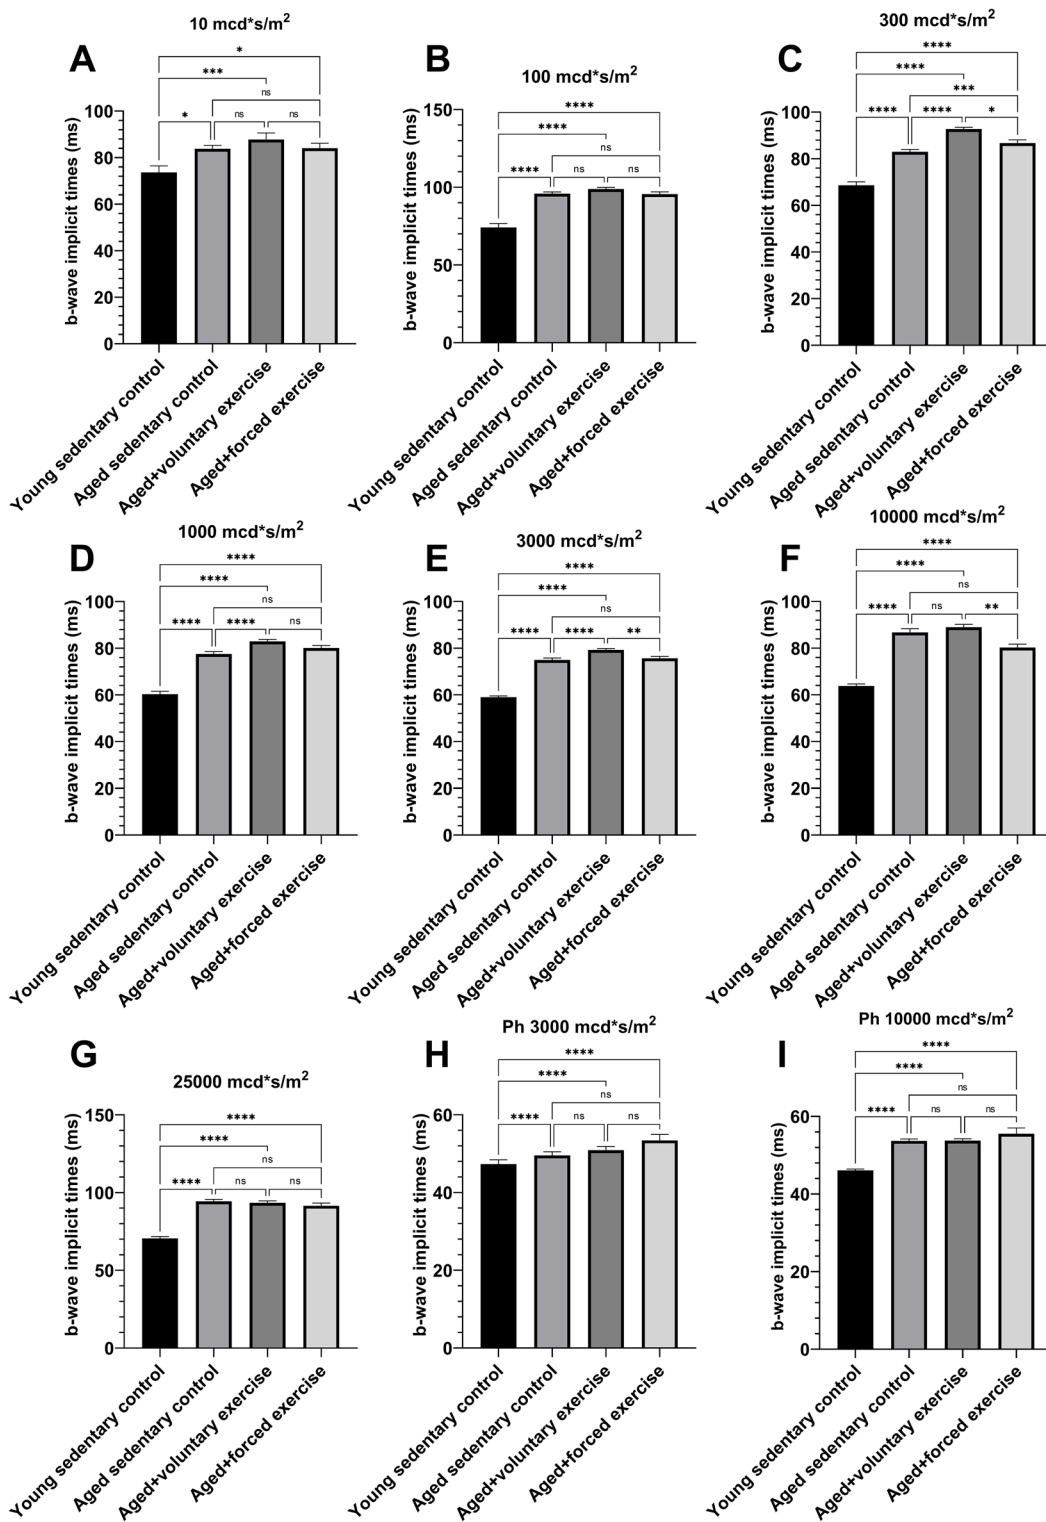 A
10 mcd*s/m2
*
***
ns
* ns ns
b-wave implicit times (ms)
100
80
60
40
20
0
Young sedentary control
Aged sedentary control
Aged+voluntary exercise
Aged+forced exercise
B
100 mcd*s/m2
****
****
ns
**** ns ns
b-wave implicit times (ms)
150
100
50
0
Young sedentary control
Aged sedentary control
Aged+voluntary exercise
Aged+forced exercise
C
300 mcd*s/m2
****
****
***
**** **** *
b-wave implicit times (ms)
100
80
60
40
20
0
Young sedentary control
Aged sedentary control
Aged+voluntary exercise
Aged+forced exercise
D
1000 mcd*s/m2
****
****
ns
**** **** ns
b-wave implicit times (ms)
100
80
60
40
20
0
Young sedentary control
Aged sedentary control
Aged+voluntary exercise
Aged+forced exercise
E
3000 mcd*s/m2
****
****
ns
**** **** **
b-wave implicit times (ms)
100
80
60
40
20
0
Young sedentary control
Aged sedentary control
Aged+voluntary exercise
Aged+forced exercise
F
10000 mcd*s/m2
****
****
ns
**** ns **
b-wave implicit times (ms)
100
80
60
40
20
0
Young sedentary control
Aged sedentary control
Aged+voluntary exercise
Aged+forced exercise
G
25000 mcd*s/m2
****
****
ns
**** ns ns
b-wave implicit times (ms)
150
100
50
0
Young sedentary control
Aged sedentary control
Aged+voluntary exercise
Aged+forced exercise
H
Ph 3000 mcd*s/m2
****
****
ns
**** ns ns
b-wave implicit times (ms)
60
40
20
0
Young sedentary control
Aged sedentary control
Aged+voluntary exercise
Aged+forced exercise
I
Ph 10000 mcd*s/m2
****
****
ns
**** ns ns
b-wave implicit times (ms)
60
40
20
0
Young sedentary control
Aged sedentary control
Aged+voluntary exercise
Aged+forced exercise